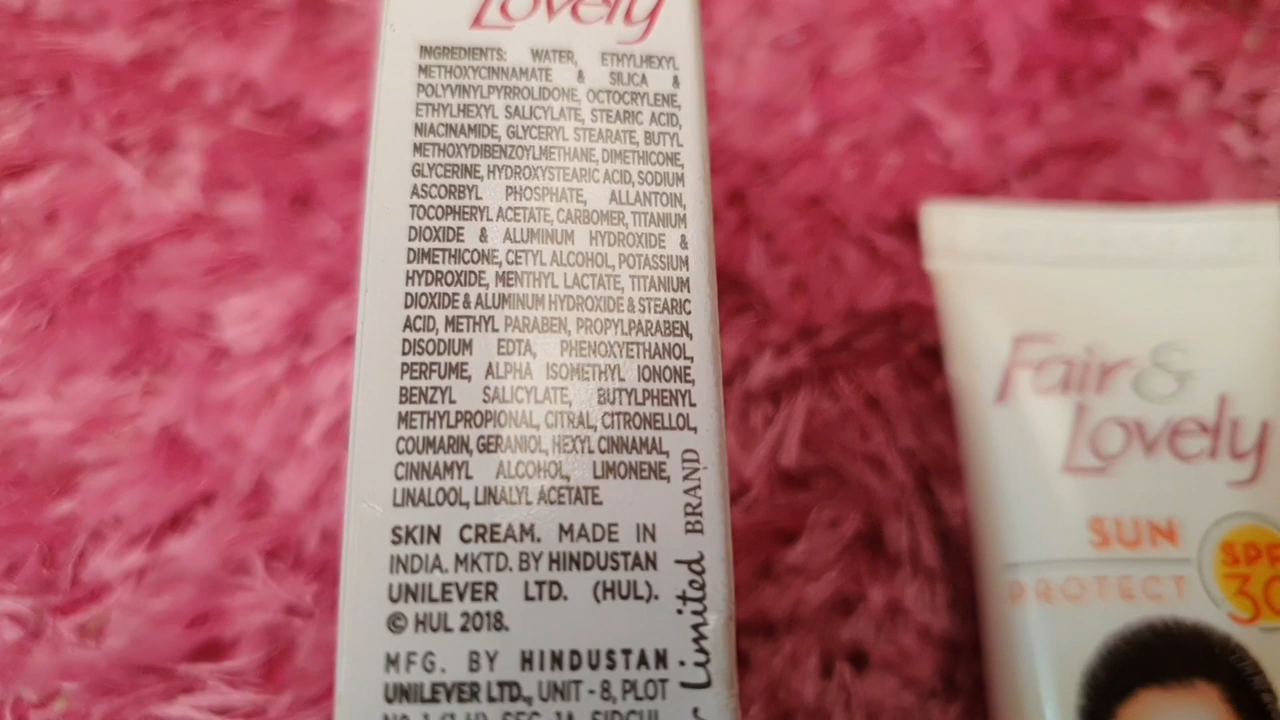 Lovely
INGREDIENTS: WATER, ETHYLHEXYL
METHOXYCINNAMATE & SILICA &
POLYVINYLPYRROLIDONE, OCTOCRYLENE,
ETHYLHEXYL SALICYLATE, STEARIC ACID,
NIACINAMIDE, GLYCERYL STEARATE, BUTYL
METHOXYDIBENZOYLMETHANE, DIMETHICONE,
GLYCERINE, HYDROXYSTEARIC ACID, SODIUM
ASCORBYL PHOSPHATE, ALLANTOIN,
TOCOPHERYL ACETATE, CARBOMER, TITANIUM
DIOXIDE & ALUMINUM HYDROXIDE &
DIMETHICONE, CETYL ALCOHOL, POTASSIUM
HYDROXIDE, MENTHYL LACTATE, TITANIUM
DIOXIDE & ALUMINUM HYDROXIDE & STEARIC
ACID, METHYL PARABEN, PROPYLPARABEN,
DISODIUM EDTA, PHENOXYETHANOL,
PERFUME, ALPHA ISOMETHYL IONONE,
BENZYL SALICYLATE, BUTYLPHENYL
METHYLPROPIONAL, CITRAL, CITRONELLOL,
COUMARIN, GERANIOL, HEXYL CINNAMAL,
CINNAMYL ALCOHOL, LIMONENE,
LINALOOL, LINALYL ACETATE.
SKIN CREAM. MADE IN
INDIA. MKTD. BY HINDUSTAN
UNILEVER LTD. (HUL).
© HUL 2018.
MFG. BY HINDUSTAN
UNILEVER LTD., UNIT - 8, PLOT
Limited BRAND
Fair &
Lovely
SUN
PROTECT
SPF
30